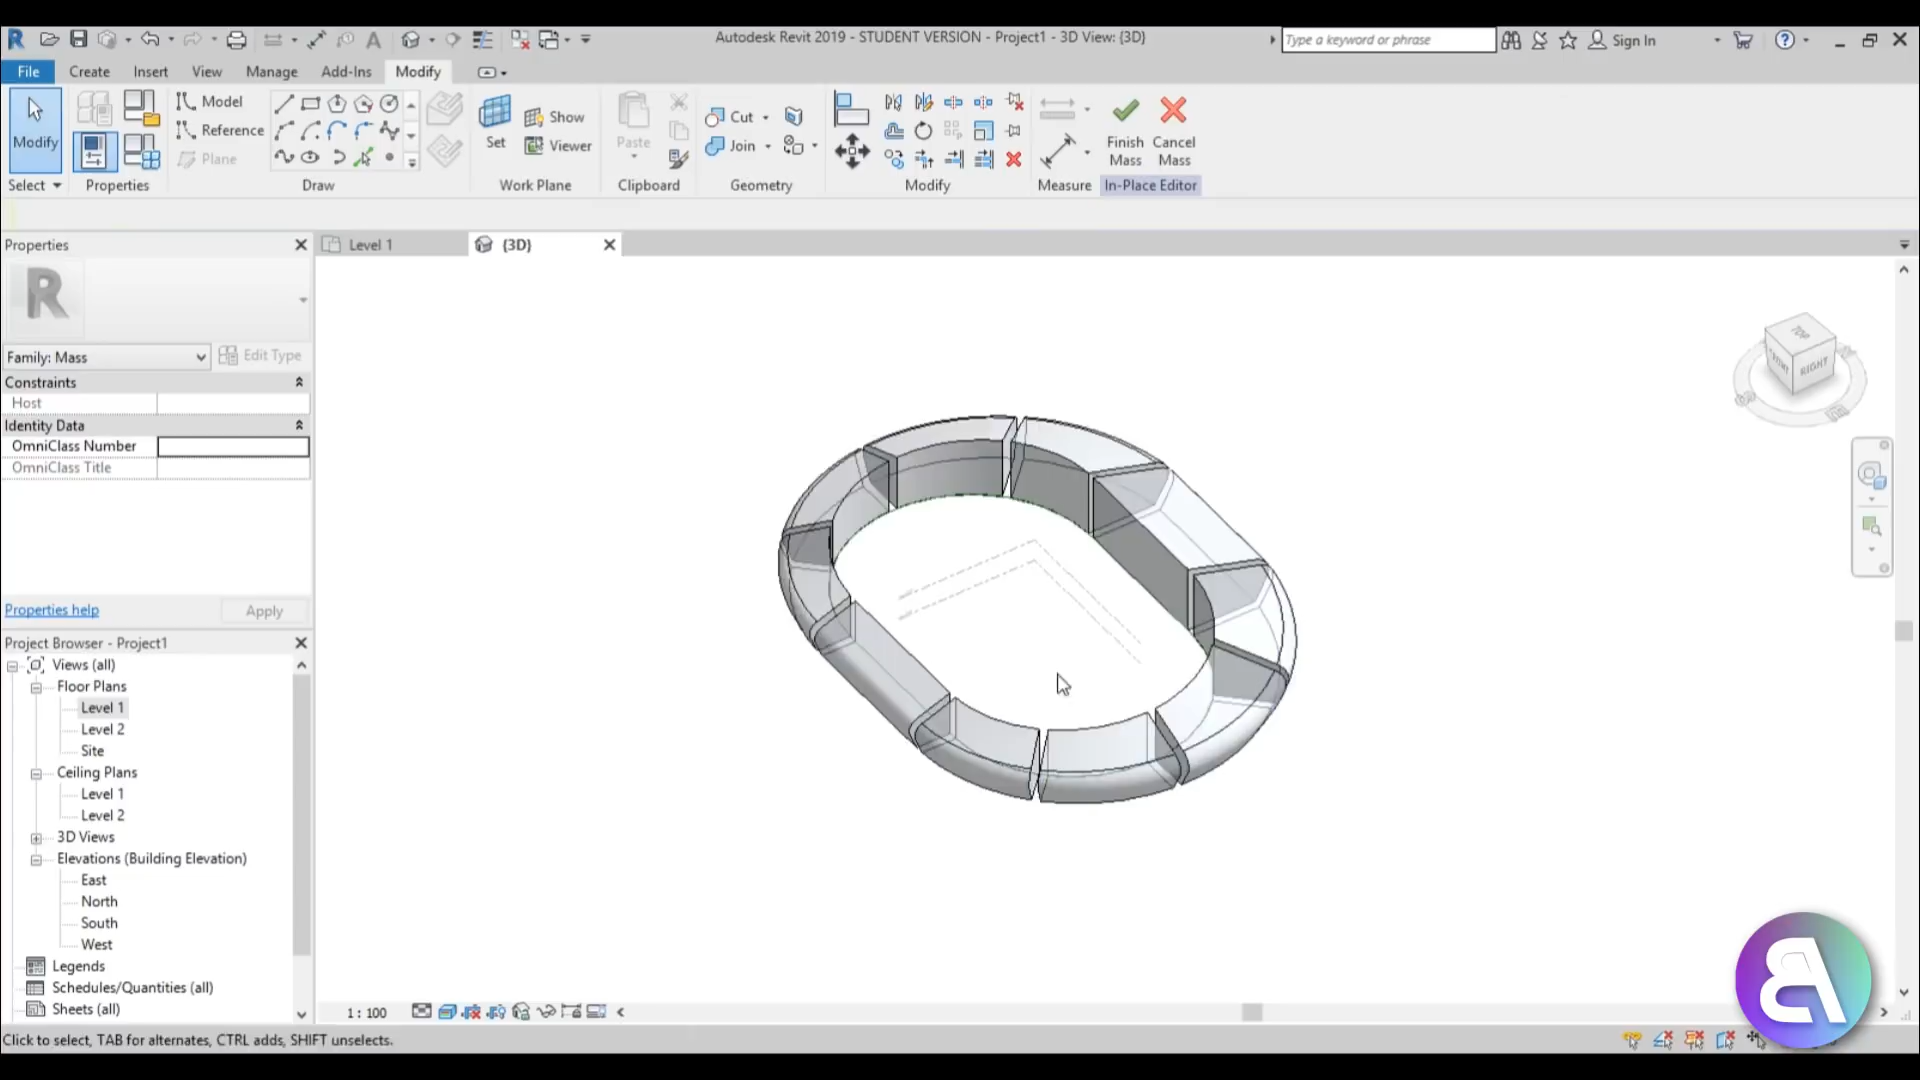 Autodesk Revit 2019 - STUDENT VERSION - Project1 - 3D View: {3D}
Type a keyword or phrase
Sign In
File Create Insert View Manage Add-Ins Modify
Modify
Model
Reference
Plane
Set
Show
Viewer
Paste
Cut
Join
Finish Mass
Cancel Mass
Select Properties Draw Work Plane Clipboard Geometry Modify Measure In-Place Editor
Properties
Level 1
{3D}
R
Family: Mass
Edit Type
Constraints
Host
Identity Data
OmniClass Number
OmniClass Title
Properties help
Apply
TOP
RIGHT
Project Browser - Project1
Views (all)
Floor Plans
Level 1
Level 2
Site
Ceiling Plans
Level 1
Level 2
3D Views
Elevations (Building Elevation)
East
North
South
West
Legends
Schedules/Quantities (all)
Sheets (all)
1 : 100
Click to select, TAB for alternates, CTRL adds, SHIFT unselects.